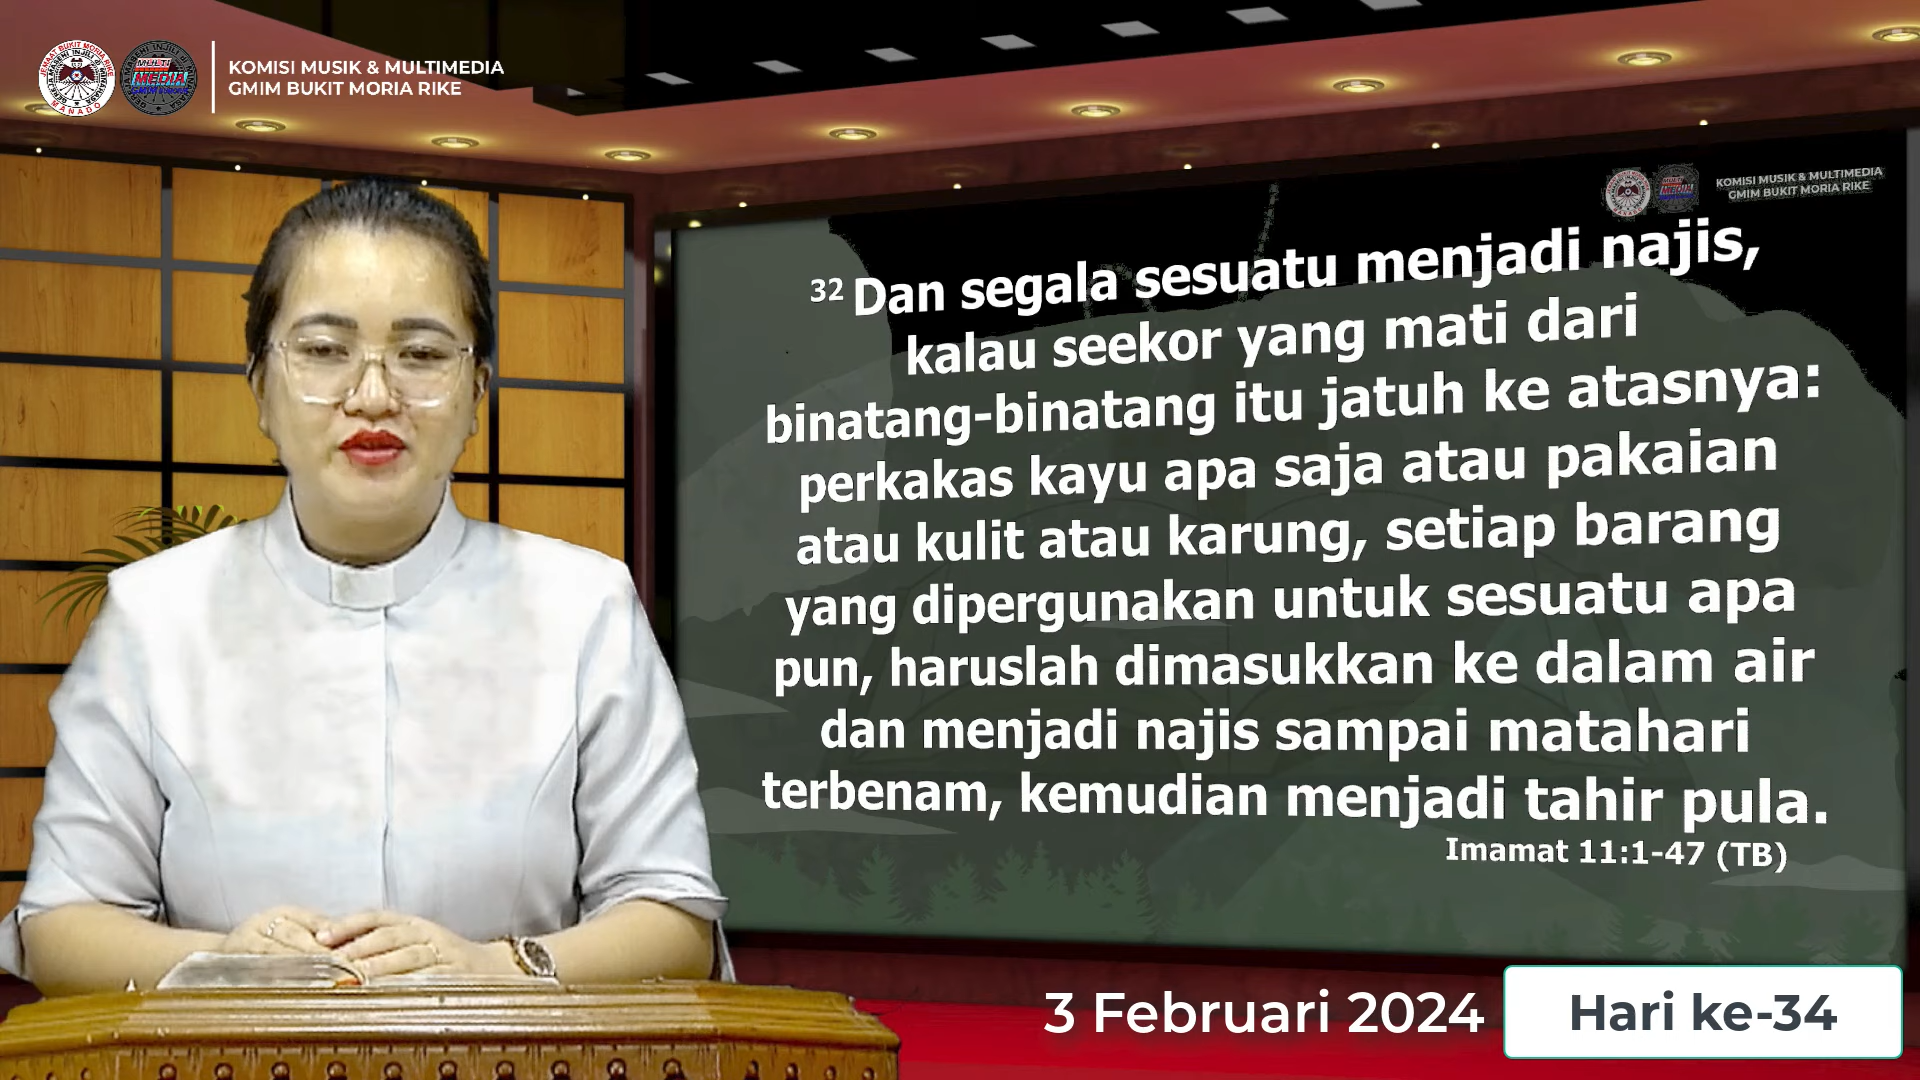 KOMISI MUSIK & MULTIMEDIA
GMIM BUKIT MORIA RIKE
KOMISI MUSIK & MULTIMEDIA
GMIM BUKIT MORIA RIKE
32 Dan segala sesuatu menjadi najis,
kalau seekor yang mati dari
binatang-binatang itu jatuh ke atasnya:
perkakas kayu apa saja atau pakaian
atau kulit atau karung, setiap barang
yang dipergunakan untuk sesuatu apa
pun, haruslah dimasukkan ke dalam air
dan menjadi najis sampai matahari
terbenam, kemudian menjadi tahir pula.
Imamat 11:1-47 (TB)
3 Februari 2024
Hari ke-34